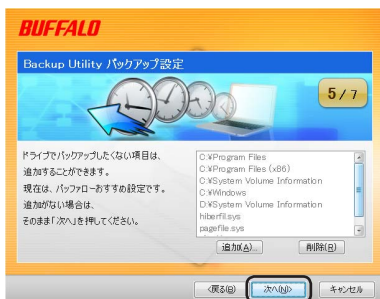 BUFFALO
Backup Utility バックアップ設定
5/7
ドライブでバックアップしたくない項目は、
追加することができます。
現在は、バッファローおすすめ設定です。
追加がない場合は、
そのまま「次へ」を押してください。
C:¥Program Files
C:¥Program Files (x86)
C:¥System Volume Information
C:¥Windows
D:¥System Volume Information
hiberfil.sys
pagefile.sys
追加(A)...
削除(R)
<戻る(B)
次へ(N)>
キャンセル